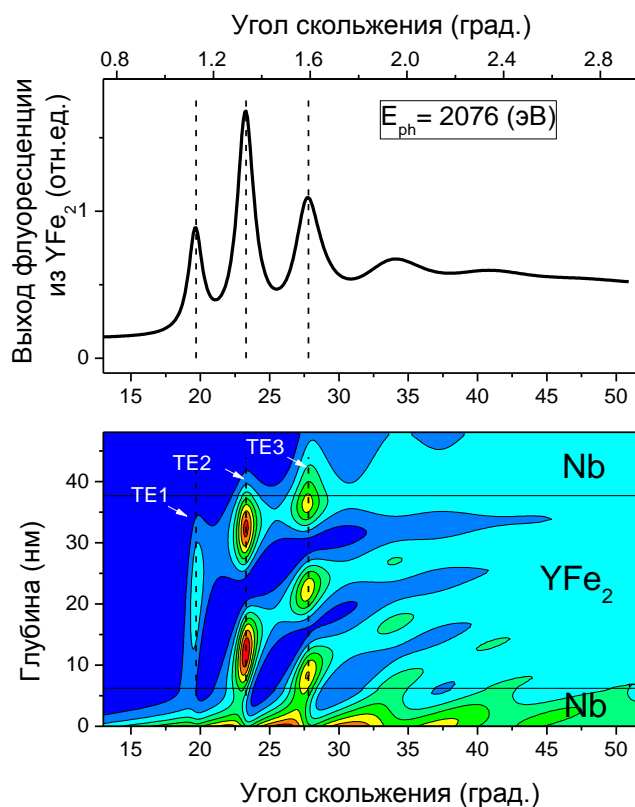 Угол скольжения (град.)
0.8 1.2 1.6 2.0 2.4 2.8
Выход флуоресценции
из YFe₂ (отн.ед.)
E_ph= 2076 (эВ)
1
0
15 20 25 30 35 40 45 50
Глубина (нм)
40
30
20
10
0
TE1
TE2
TE3
Nb
YFe₂
Nb
15 20 25 30 35 40 45 50
Угол скольжения (град.)